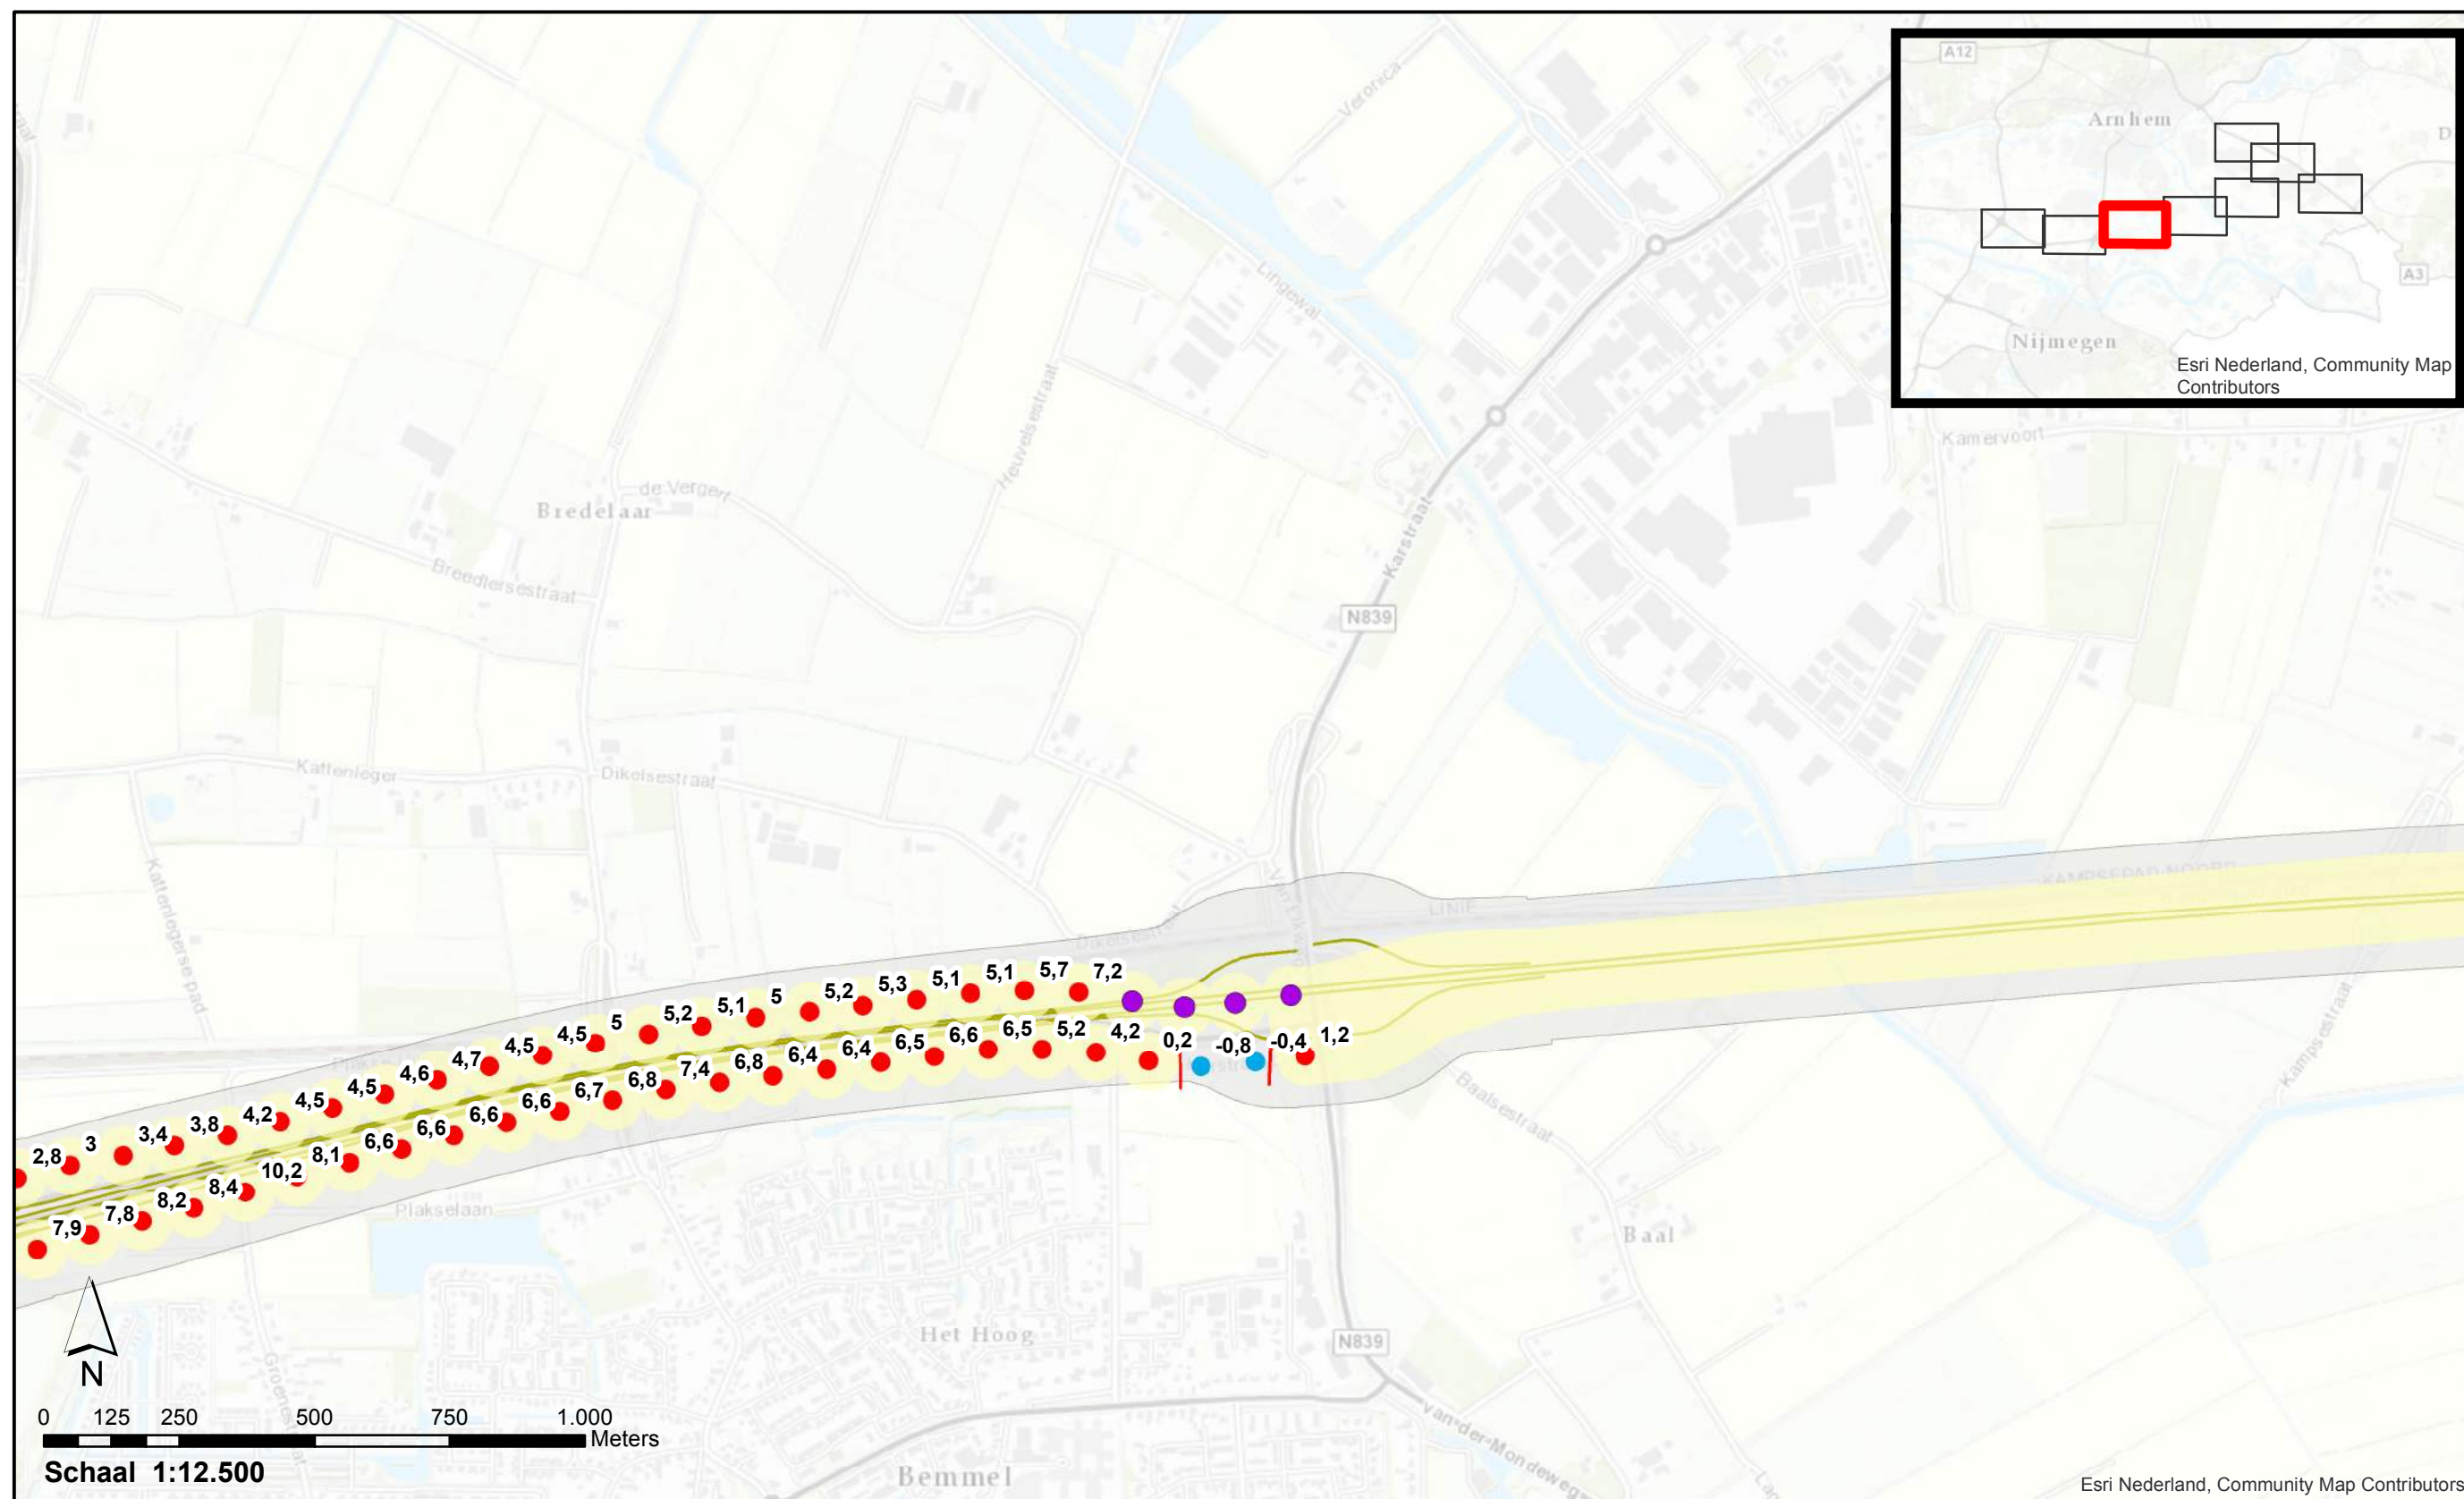 A12
Arnhem
D
A3
Nijmegen
Esri Nederland, Community Map
Contributors
Veronica
Lingewal
Kamervoort
Heuvelsestraat
de Vergert
Bredelaar
Karstraat
Breedlersestraat
N839
Kattenleger
Dikelsestraat
Kattenlegerse pad
KAMPSEPAD-NOORD
LINIE
Dikelsestraat
Kampsestraat
7,2
5,7
5,1
5,1
5,3
5,2
5
5,1
5,2
5
4,5
4,5
4,7
4,6
4,5
4,5
4,2
3,8
3,4
3
2,8
1,2
-0,4
-0,8
0,2
4,2
5,2
6,5
6,6
6,5
6,4
6,4
6,8
7,4
6,8
6,7
6,6
6,6
6,6
6,6
8,1
10,2
8,4
8,2
7,8
7,9
Baalsestraat
Plakselaan
Baal
Het Hoog
N839
N
Groenestraat
0 125 250 500 750 1.000
Meters
Schaal 1:12.500
Bemmel
van-der-Mondeweg
Esri Nederland, Community Map Contributors